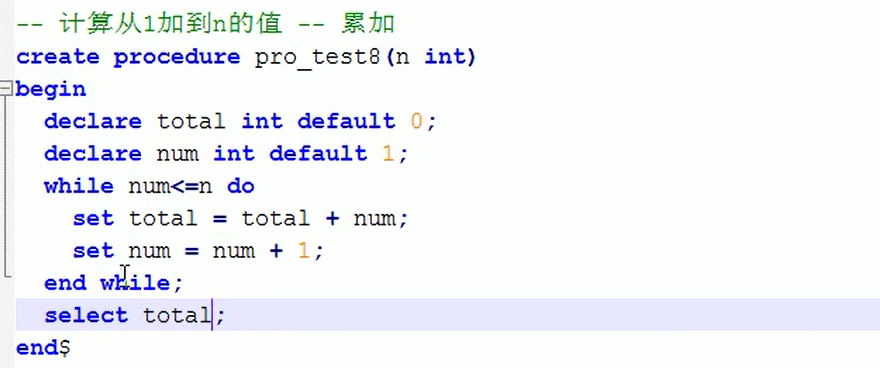 -- 计算从1加到n的值 -- 累加
create procedure pro_test8(n int)
begin
declare total int default 0;
declare num int default 1;
while num<=n do
set total = total + num;
set num = num + 1;
end while;
select total;
end$